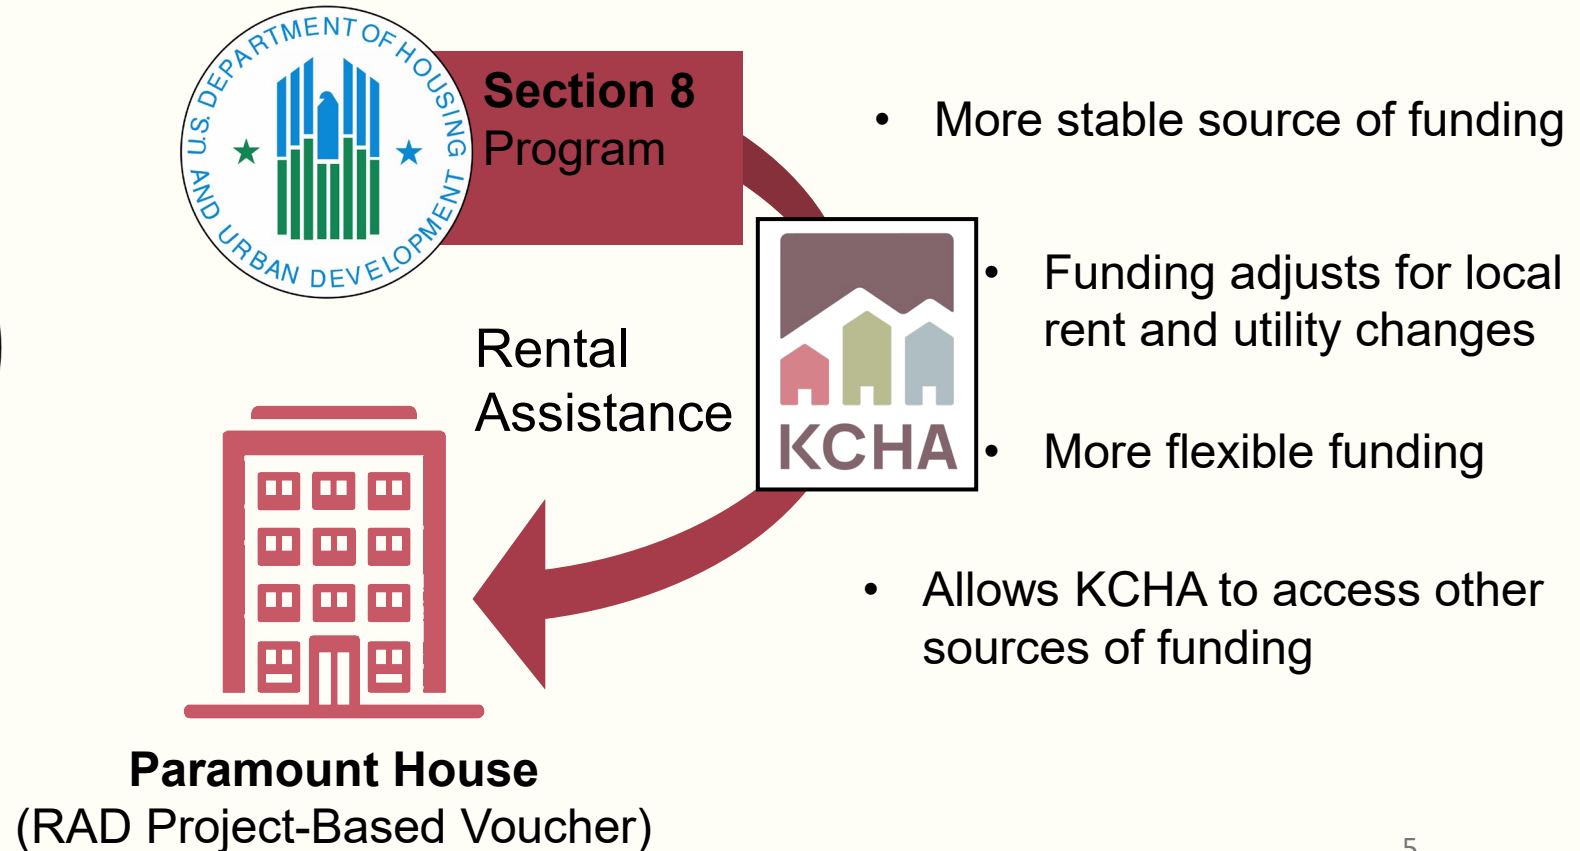 U.S. DEPARTMENT OF HOUSING
AND URBAN DEVELOPMENT
Section 8
Program
• More stable source of funding
• Funding adjusts for local
rent and utility changes
Rental
Assistance
KCHA
• More flexible funding
• Allows KCHA to access other
sources of funding
Paramount House
(RAD Project-Based Voucher)
5